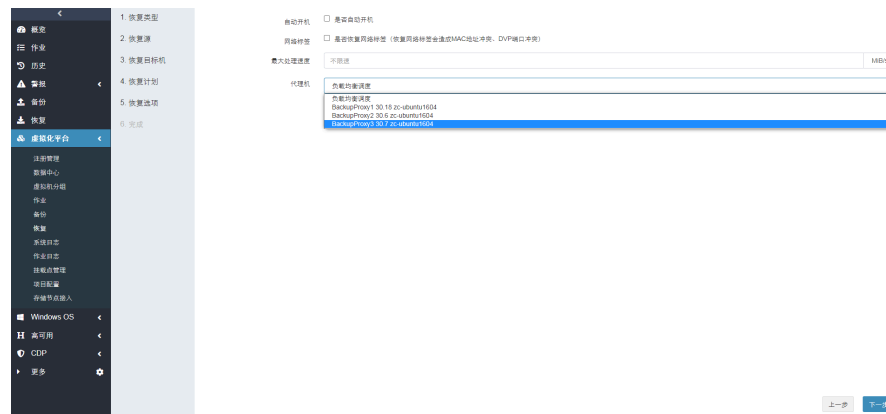 概览
作业
历史
警报
备份
恢复
虚拟化平台
注册管理
数据中心
虚拟机分组
作业
备份
恢复
系统日志
作业日志
挂载点管理
项目配置
存储节点接入
Windows OS
高可用
CDP
更多
1. 恢复类型
2. 恢复源
3. 恢复目标机
4. 恢复计划
5. 恢复选项
6. 完成
自动开机 是否自动开机
网络标签 是否恢复网络标签（恢复网络标签会造成MAC地址冲突、DVP端口冲突）
最大处理速度 不限速 MiB/s
代理机 负载均衡调度
负载均衡调度
BackupProxy1 30.18 zc-ubuntu1604
BackupProxy2 30.6 zc-ubuntu1604
BackupProxy3 30.7 zc-ubuntu1604
上一步 下一步